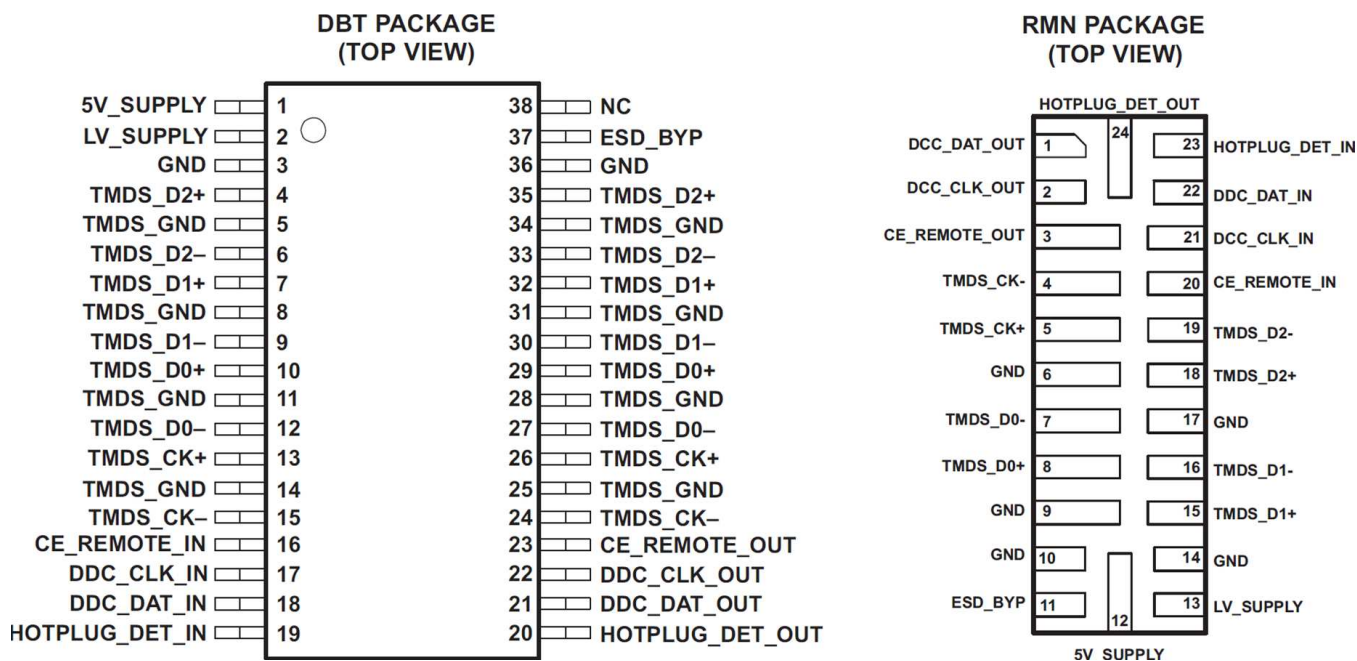 DBT PACKAGE
(TOP VIEW)
5V_SUPPLY 1 38 NC
LV_SUPPLY 2 37 ESD_BYP
GND 3 36 GND
TMDS_D2+ 4 35 TMDS_D2+
TMDS_GND 5 34 TMDS_GND
TMDS_D2– 6 33 TMDS_D2–
TMDS_D1+ 7 32 TMDS_D1+
TMDS_GND 8 31 TMDS_GND
TMDS_D1– 9 30 TMDS_D1–
TMDS_D0+ 10 29 TMDS_D0+
TMDS_GND 11 28 TMDS_GND
TMDS_D0– 12 27 TMDS_D0–
TMDS_CK+ 13 26 TMDS_CK+
TMDS_GND 14 25 TMDS_GND
TMDS_CK– 15 24 TMDS_CK–
CE_REMOTE_IN 16 23 CE_REMOTE_OUT
DDC_CLK_IN 17 22 DDC_CLK_OUT
DDC_DAT_IN 18 21 DDC_DAT_OUT
HOTPLUG_DET_IN 19 20 HOTPLUG_DET_OUT
RMN PACKAGE
(TOP VIEW)
HOTPLUG_DET_OUT
24
DCC_DAT_OUT 1 23 HOTPLUG_DET_IN
DCC_CLK_OUT 2 22 DDC_DAT_IN
CE_REMOTE_OUT 3 21 DCC_CLK_IN
TMDS_CK- 4 20 CE_REMOTE_IN
TMDS_CK+ 5 19 TMDS_D2-
GND 6 18 TMDS_D2+
TMDS_D0- 7 17 GND
TMDS_D0+ 8 16 TMDS_D1-
GND 9 15 TMDS_D1+
GND 10 14 GND
ESD_BYP 11 13 LV_SUPPLY
12
5V_SUPPLY